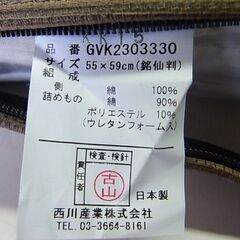 品 番 GVK2303330
サイズ 55×59cm(銘仙判)
組 成
側 綿 100%
詰めもの 綿 90%
ポリエステル 10%
(ウレタンフォーム入)
責任者
検査・検針
古山
日本製
西川産業株式会社
TEL. 03-3664-8161